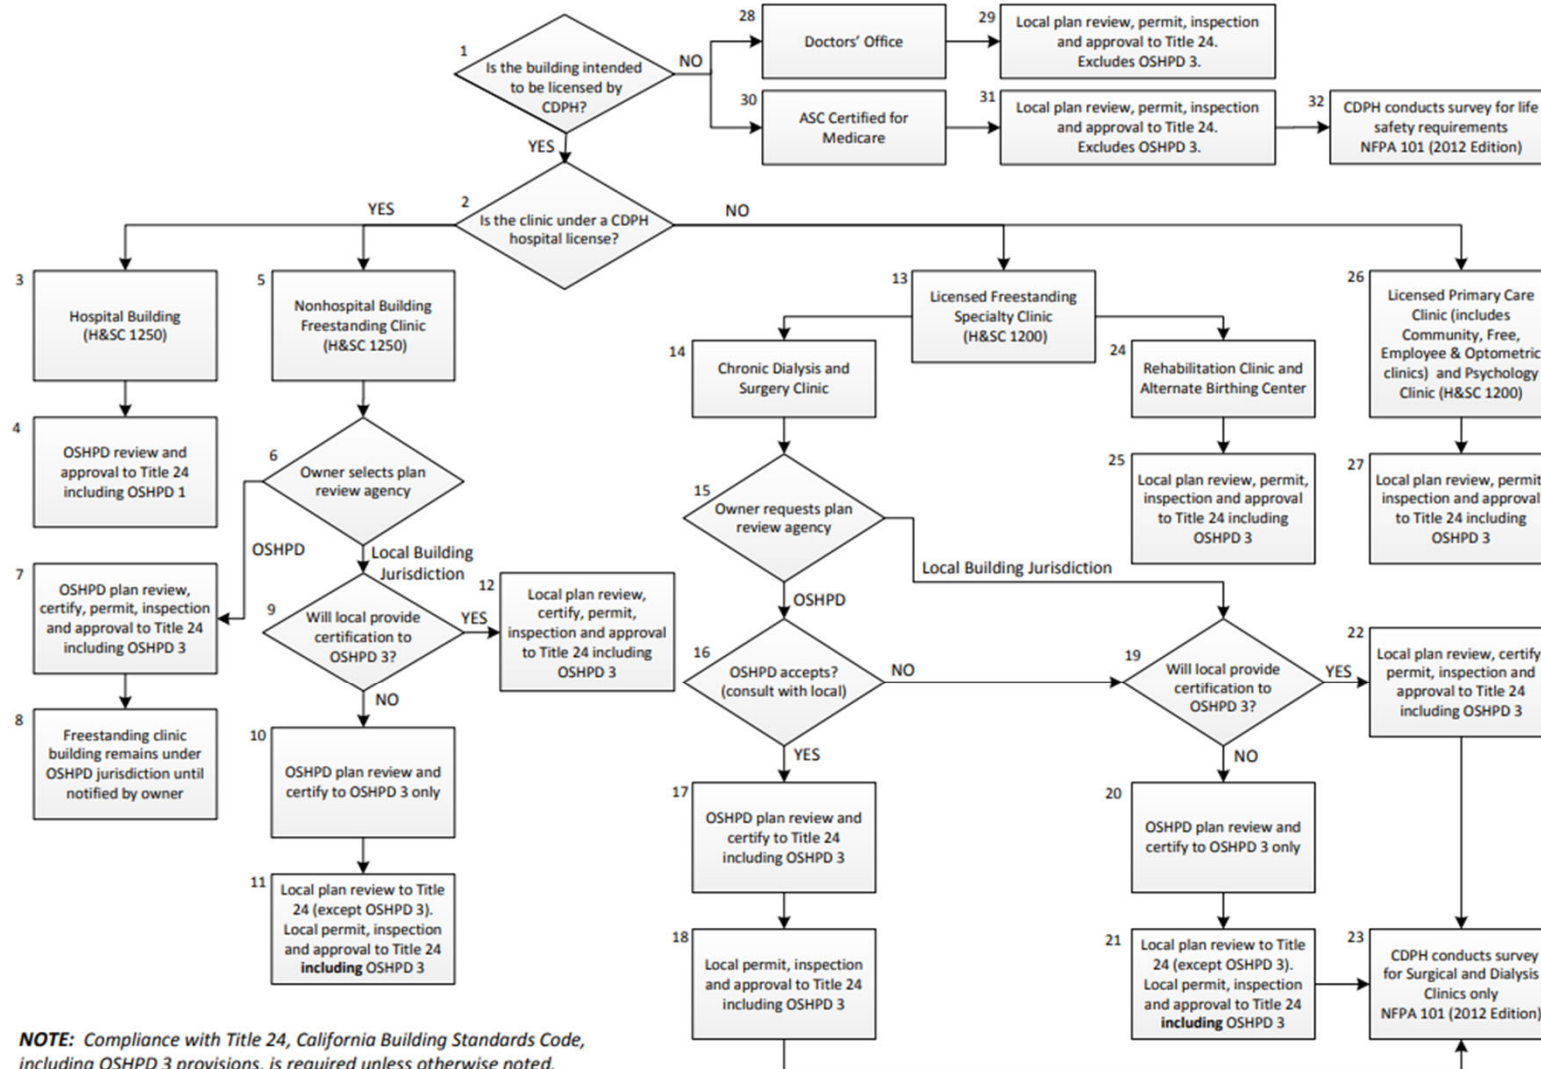 1
Is the building intended
to be licensed by
CDPH?
NO
YES
28
Doctors' Office
29
Local plan review, permit, inspection
and approval to Title 24.
Excludes OSHPD 3.
30
ASC Certified for
Medicare
31
Local plan review, permit, inspection
and approval to Title 24.
Excludes OSHPD 3.
32
CDPH conducts survey for life
safety requirements
NFPA 101 (2012 Edition)
2
Is the clinic under a CDPH
hospital license?
YES
NO
3
Hospital Building
(H&SC 1250)
4
OSHPD review and
approval to Title 24
including OSHPD 1
5
Nonhospital Building
Freestanding Clinic
(H&SC 1250)
6
Owner selects plan
review agency
OSHPD
Local Building
Jurisdiction
7
OSHPD plan review,
certify, permit, inspection
and approval to Title 24
including OSHPD 3
8
Freestanding clinic
building remains under
OSHPD jurisdiction until
notified by owner
9
Will local provide
certification to
OSHPD 3?
YES
NO
10
OSHPD plan review and
certify to OSHPD 3 only
11
Local plan review to Title
24 (except OSHPD 3).
Local permit, inspection
and approval to Title 24
including OSHPD 3
12
Local plan review,
certify, permit,
inspection and approval
to Title 24 including
OSHPD 3
13
Licensed Freestanding
Specialty Clinic
(H&SC 1200)
14
Chronic Dialysis and
Surgery Clinic
15
Owner requests plan
review agency
OSHPD
Local Building Jurisdiction
16
OSHPD accepts?
(consult with local)
NO
YES
17
OSHPD plan review and
certify to Title 24
including OSHPD 3
18
Local permit, inspection
and approval to Title 24
including OSHPD 3
19
Will local provide
certification to
OSHPD 3?
YES
NO
20
OSHPD plan review and
certify to OSHPD 3 only
21
Local plan review to Title
24 (except OSHPD 3).
Local permit, inspection
and approval to Title 24
including OSHPD 3
22
Local plan review, certify,
permit, inspection and
approval to Title 24
including OSHPD 3
23
CDPH conducts survey
for Surgical and Dialysis
Clinics only
NFPA 101 (2012 Edition)
24
Rehabilitation Clinic and
Alternate Birthing Center
25
Local plan review, permit,
inspection and approval
to Title 24 including
OSHPD 3
26
Licensed Primary Care
Clinic (includes
Community, Free,
Employee & Optometric
clinics) and Psychology
Clinic (H&SC 1200)
27
Local plan review, permit
inspection and approval
to Title 24 including
OSHPD 3
NOTE: Compliance with Title 24, California Building Standards Code,
including OSHPD 3 provisions, is required unless otherwise noted.